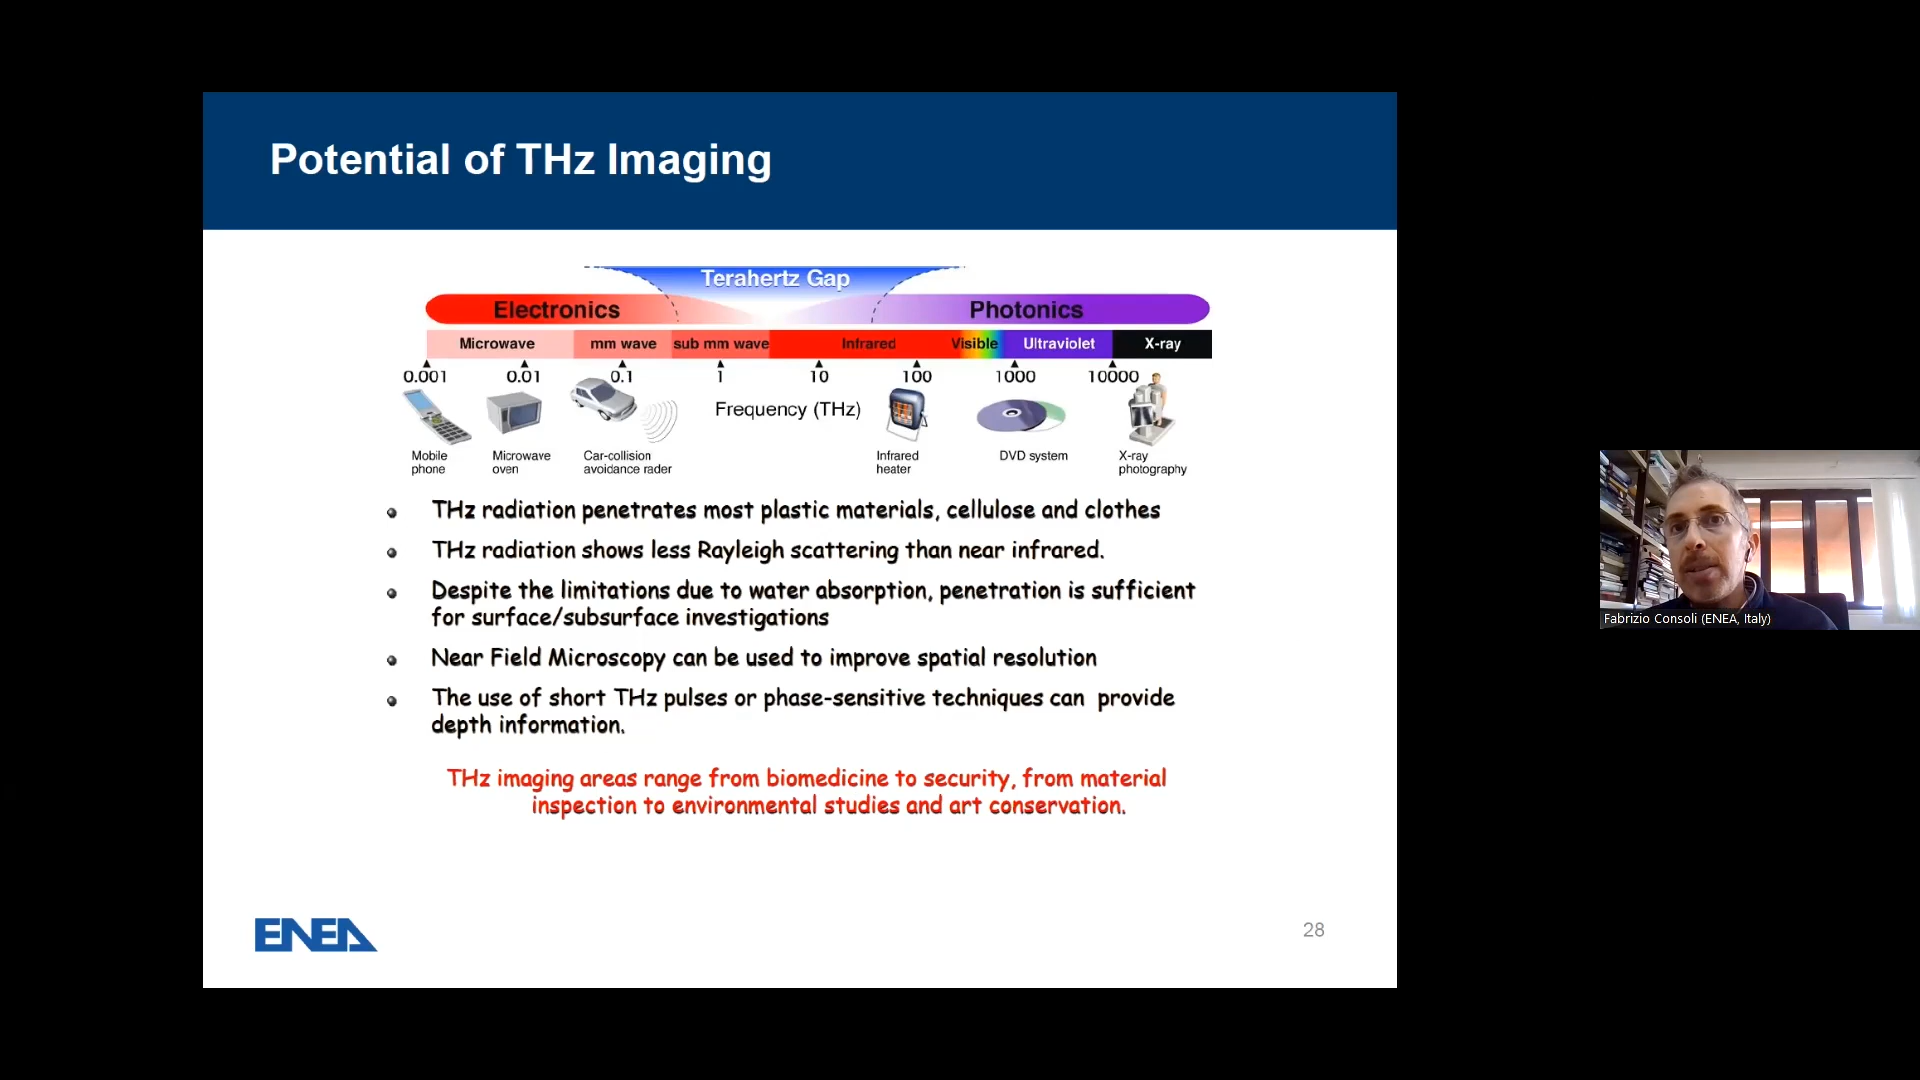 Potential of THz Imaging
Terahertz Gap
Electronics
Photonics
Microwave
mm wave
sub mm wave
Infrared
Visible
Ultraviolet
X-ray
0.001
0.01
0.1
1
10
100
1000
10000
Frequency (THz)
Mobile
phone
Microwave
oven
Car-collision
avoidance rader
Infrared
heater
DVD system
X-ray
photography
THz radiation penetrates most plastic materials, cellulose and clothes
THz radiation shows less Rayleigh scattering than near infrared.
Despite the limitations due to water absorption, penetration is sufficient
for surface/subsurface investigations
Near Field Microscopy can be used to improve spatial resolution
The use of short THz pulses or phase-sensitive techniques can provide
depth information.
THz imaging areas range from biomedicine to security, from material
inspection to environmental studies and art conservation.
ENEA
28
Fabrizio Consoli (ENEA, Italy)